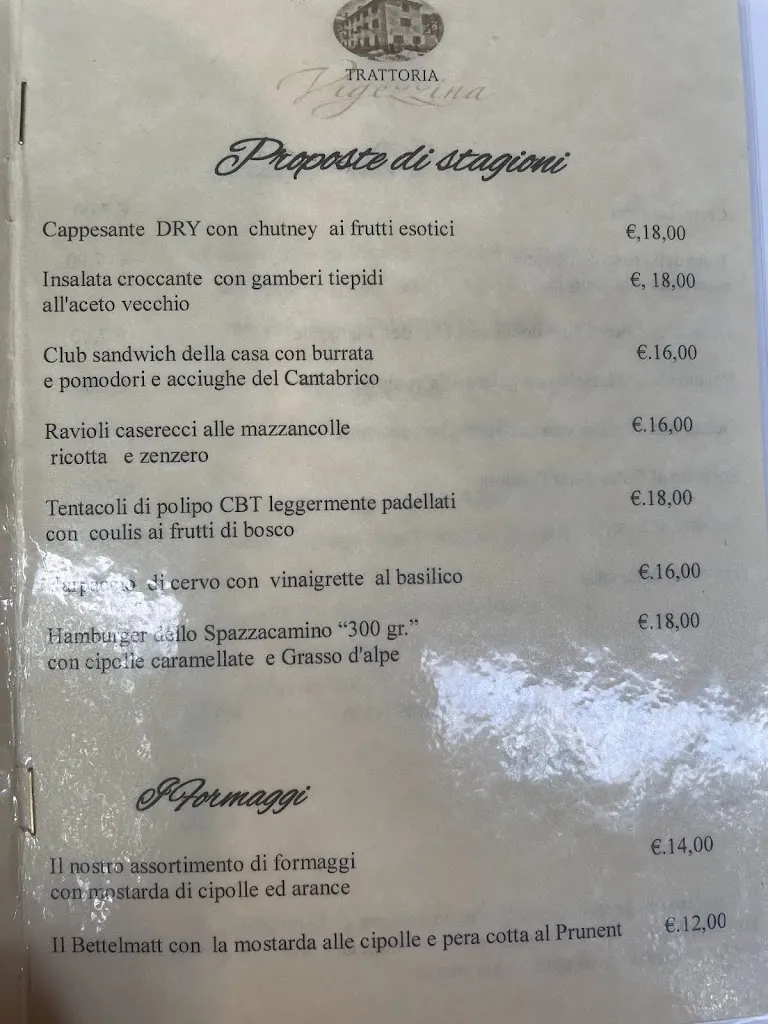 TRATTORIA
Vigezzina
Proposte di stagioni
Cappesante DRY con chutney ai frutti esotici €,18,00
Insalata croccante con gamberi tiepidi €, 18,00
all'aceto vecchio
Club sandwich della casa con burrata €.16,00
e pomodori e acciughe del Cantabrico
Ravioli caserecci alle mazzancolle €.16,00
ricotta e zenzero
Tentacoli di polipo CBT leggermente padellati €.18,00
con coulis ai frutti di bosco
di cervo con vinaigrette al basilico €.16,00
Hamburger dello Spazzacamino “300 gr.” €.18,00
con cipolle caramellate e Grasso d'alpe
I Formaggi
Il nostro assortimento di formaggi €.14,00
con mostarda di cipolle ed arance
Il Bettelmatt con la mostarda alle cipolle e pera cotta al Prunent €.12,00